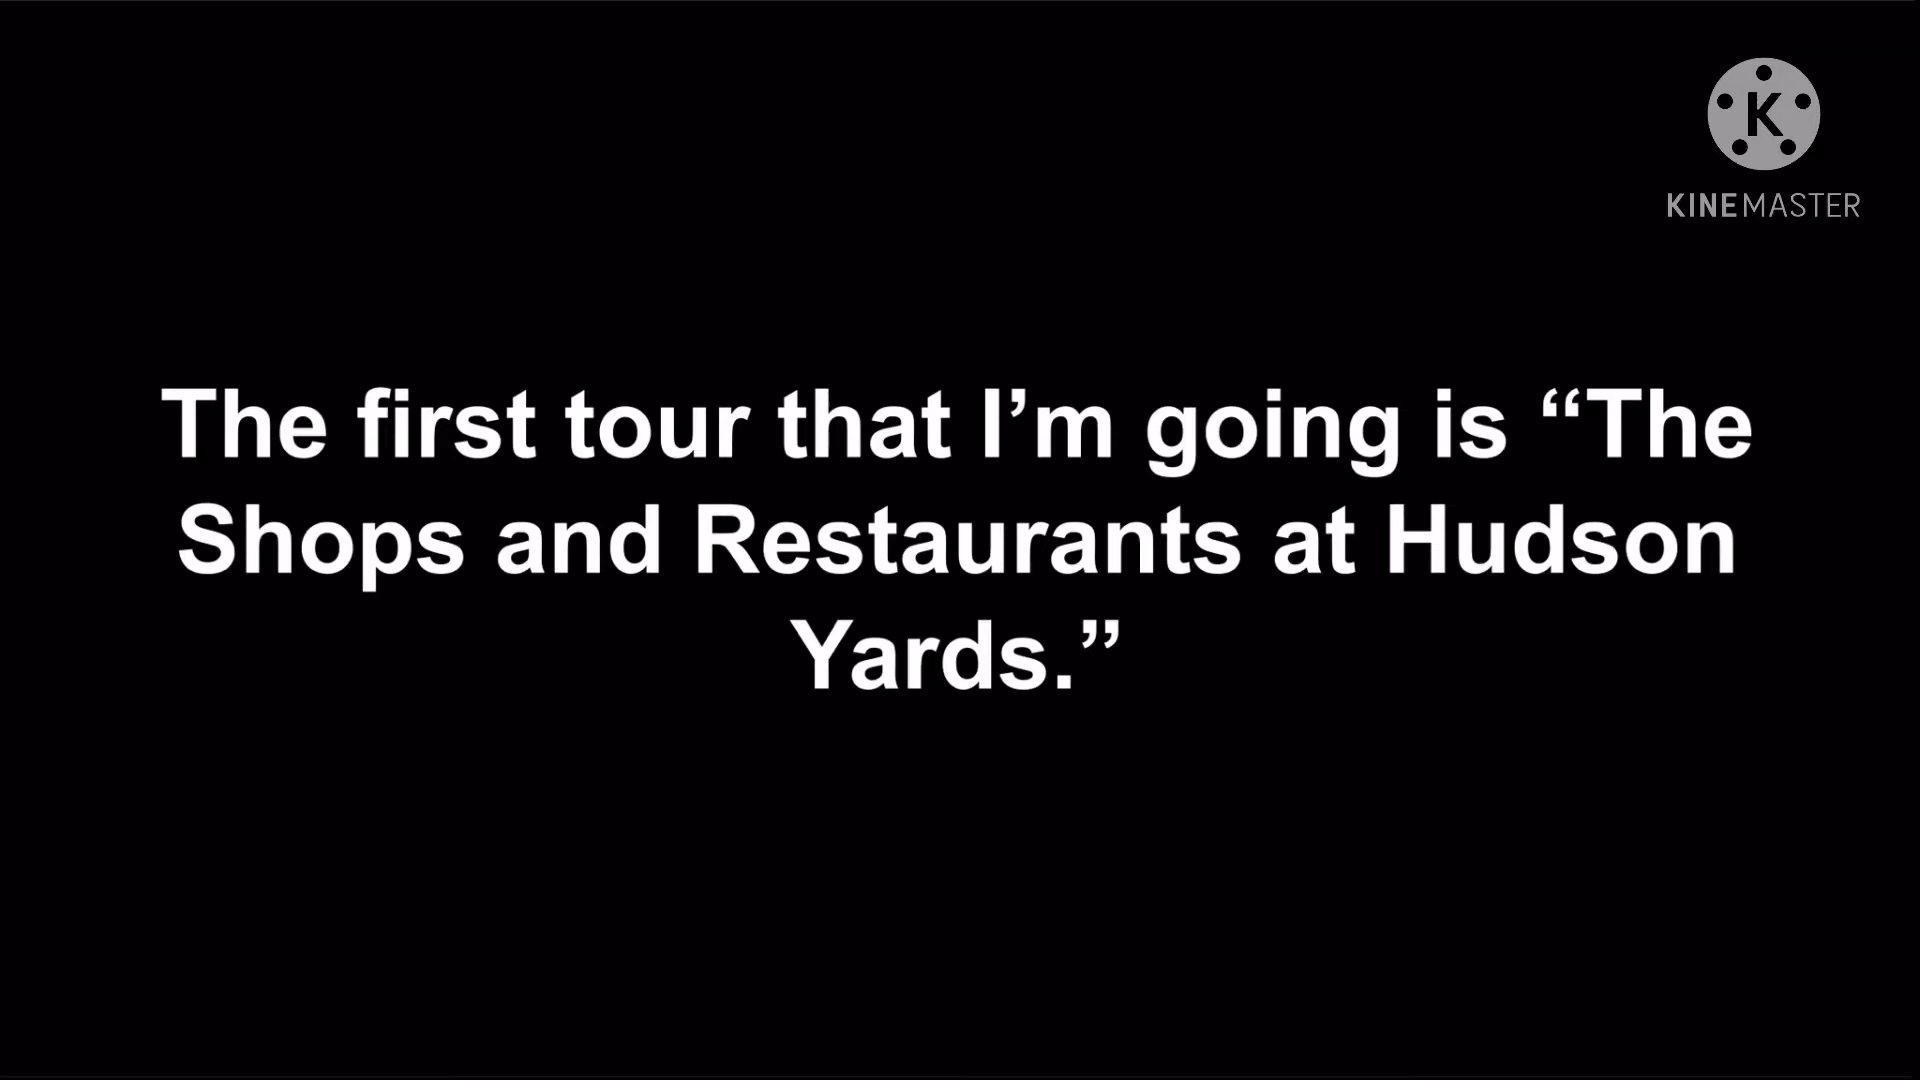 K
KINEMASTER
The first tour that I’m going is “The
Shops and Restaurants at Hudson
Yards.”